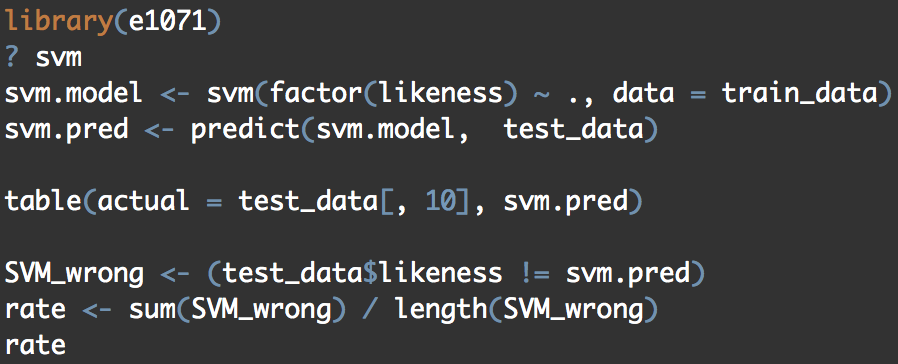 library(e1071)
? svm
svm.model <- svm(factor(likeness) ~ ., data = train_data)
svm.pred <- predict(svm.model,  test_data)
table(actual = test_data[, 10], svm.pred)
SVM_wrong <- (test_data$likeness != svm.pred)
rate <- sum(SVM_wrong) / length(SVM_wrong)
rate